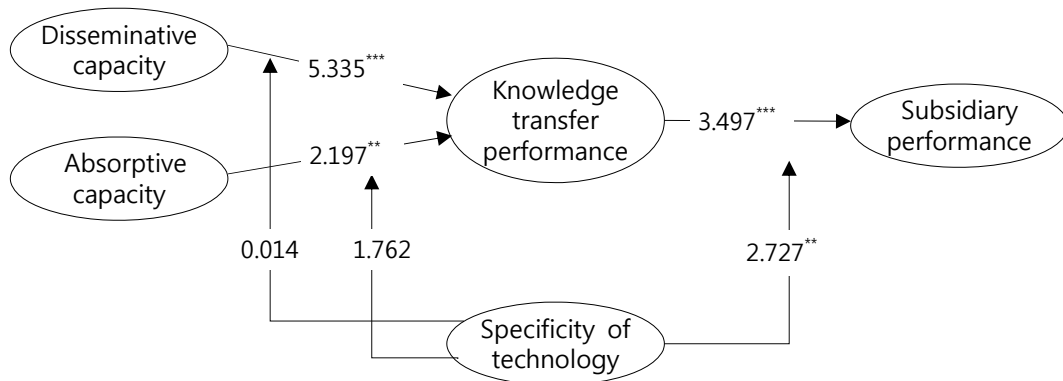 Disseminative
capacity
5.335***
Knowledge
transfer
performance
3.497***
Subsidiary
performance
Absorptive
capacity
2.197**
0.014
1.762
2.727**
Specificity of
technology